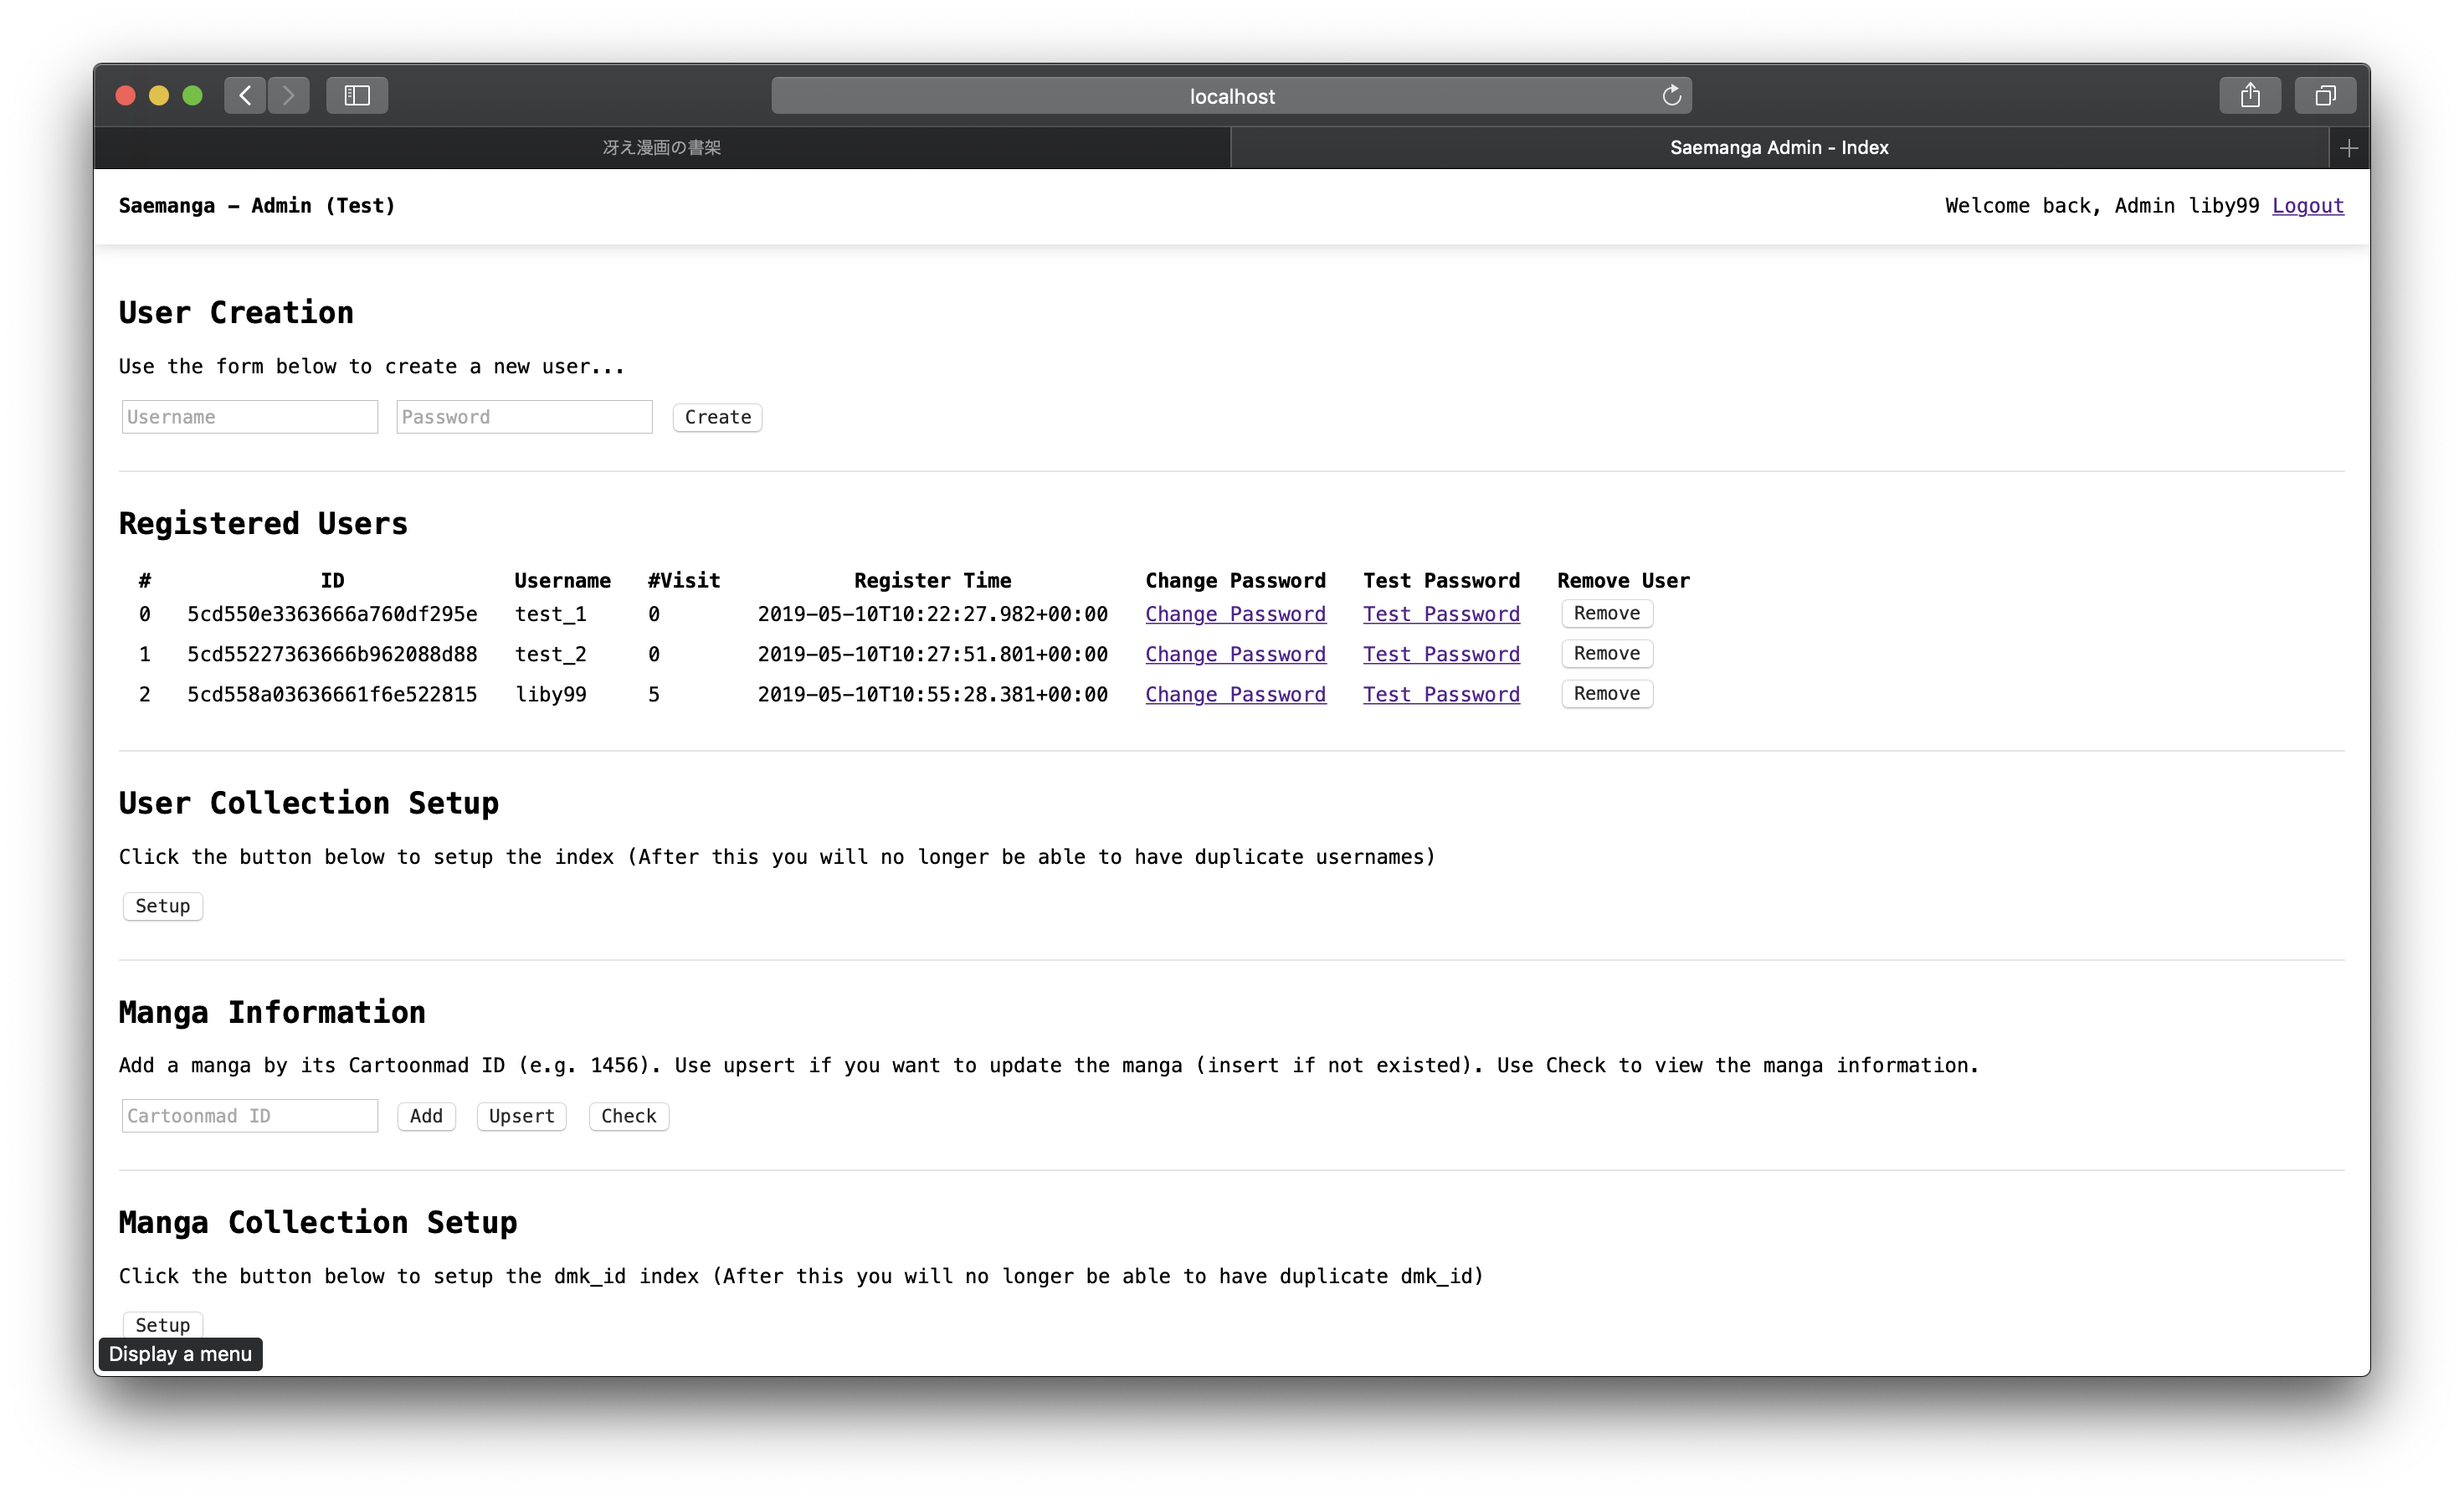 localhost
冴え漫画の書架
Saemanga Admin - Index
Saemanga - Admin (Test)
Welcome back, Admin liby99 Logout
User Creation
Use the form below to create a new user...
Username Password Create
Registered Users
# ID Username #Visit Register Time Change Password Test Password Remove User
0 5cd550e3363666a760df295e test_1 0 2019-05-10T10:22:27.982+00:00 Change Password Test Password Remove
1 5cd55227363666b962088d88 test_2 0 2019-05-10T10:27:51.801+00:00 Change Password Test Password Remove
2 5cd558a03636661f6e522815 liby99 5 2019-05-10T10:55:28.381+00:00 Change Password Test Password Remove
User Collection Setup
Click the button below to setup the index (After this you will no longer be able to have duplicate usernames)
Setup
Manga Information
Add a manga by its Cartoonmad ID (e.g. 1456). Use upsert if you want to update the manga (insert if not existed). Use Check to view the manga information.
Cartoonmad ID Add Upsert Check
Manga Collection Setup
Click the button below to setup the dmk_id index (After this you will no longer be able to have duplicate dmk_id)
Setup
Display a menu